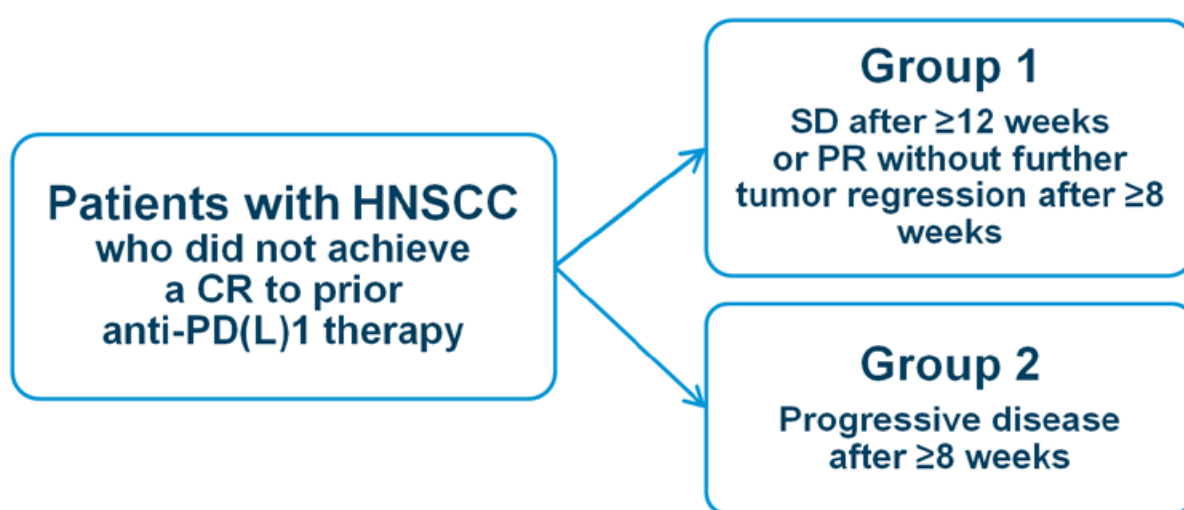 Patients with HNSCC
who did not achieve
a CR to prior
anti-PD(L)1 therapy
Group 1
SD after ≥12 weeks
or PR without further
tumor regression after ≥8
weeks
Group 2
Progressive disease
after ≥8 weeks